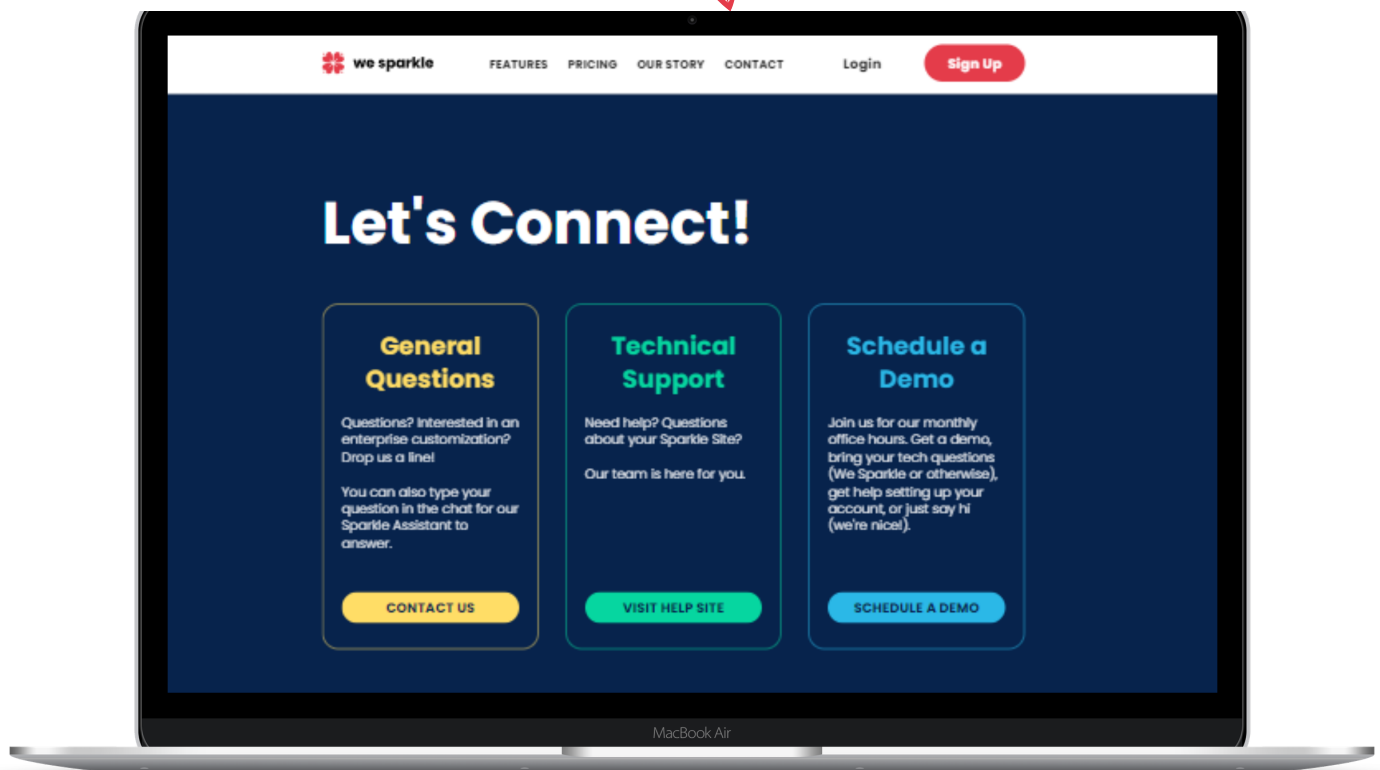 we sparkle FEATURES PRICING OUR STORY CONTACT Login Sign Up
Let's Connect!
General
Questions
Questions? Interested in an
enterprise customization?
Drop us a line!
You can also type your
question in the chat for our
Sparkle Assistant to
answer.
CONTACT US
Technical
Support
Need help? Questions
about your Sparkle Site?
Our team is here for you.
VISIT HELP SITE
Schedule a
Demo
Join us for our monthly
office hours. Get a demo,
bring your tech questions
(We Sparkle or otherwise),
get help setting up your
account, or just say hi
(we're nice!).
SCHEDULE A DEMO
MacBook Air